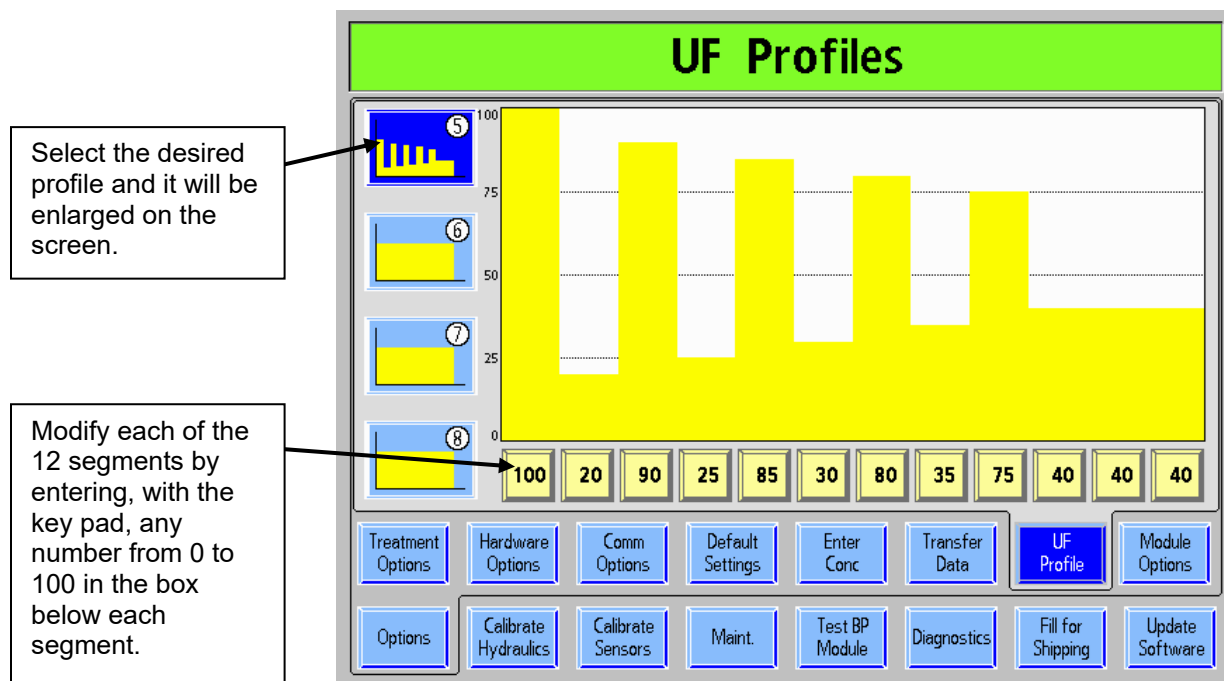 UF Profiles
Select the desired
profile and it will be
enlarged on the
screen.
5
6
7
8
100
75
50
25
0
Modify each of the
12 segments by
entering, with the
key pad, any
number from 0 to
100 in the box
below each
segment.
100 20 90 25 85 30 80 35 75 40 40 40
Treatment
Options
Hardware
Options
Comm
Options
Default
Settings
Enter
Conc
Transfer
Data
UF
Profile
Module
Options
Options
Calibrate
Hydraulics
Calibrate
Sensors
Maint.
Test BP
Module
Diagnostics
Fill for
Shipping
Update
Software